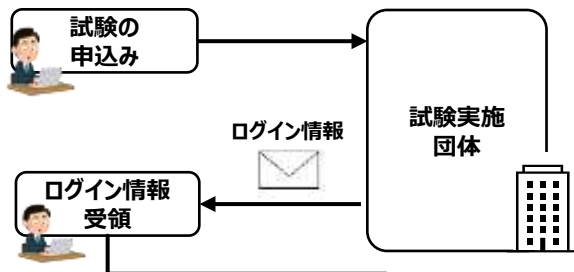 試験の
申込み
ログイン情報
試験実施
団体
ログイン情報
受領